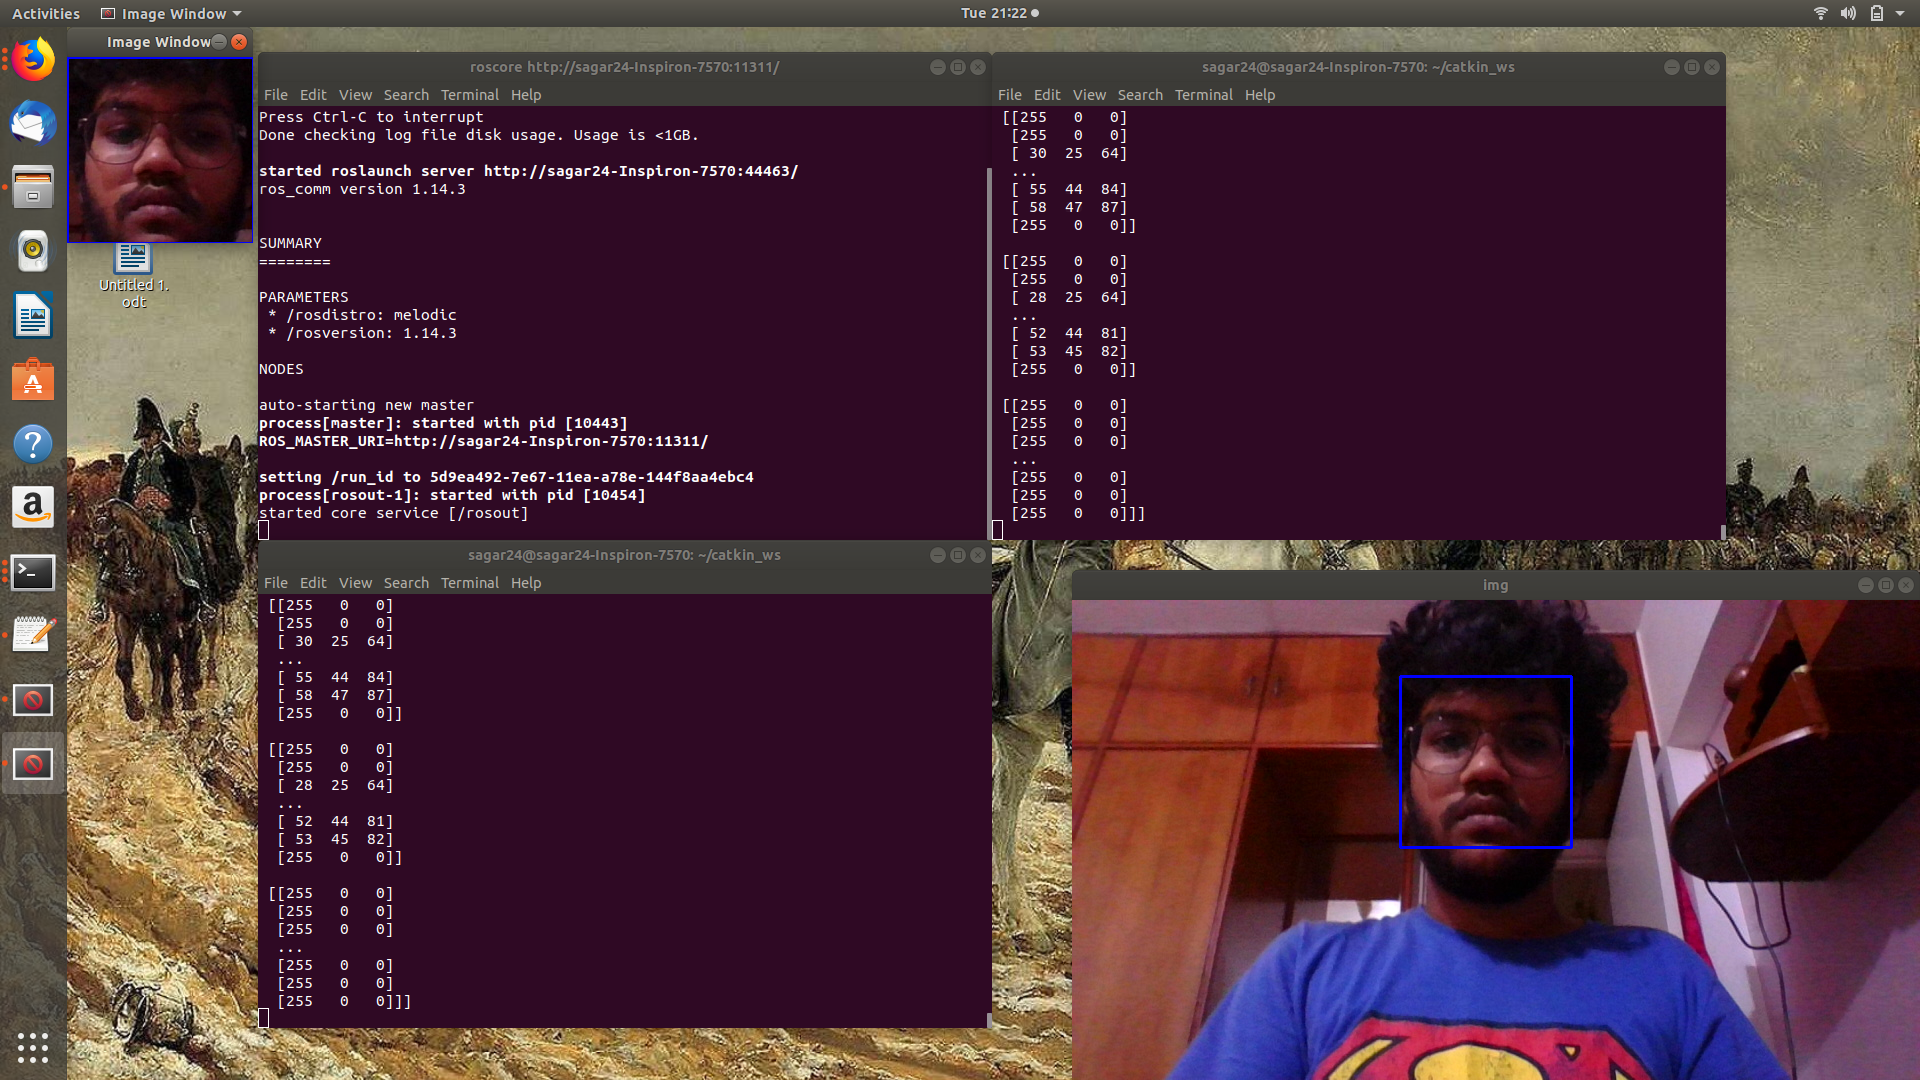 Activities
Image Window
Tue 21:22
Image Window
Untitled 1.
odt
roscore http://sagar24-Inspiron-7570:11311/
File Edit View Search Terminal Help
Press Ctrl-C to interrupt
Done checking log file disk usage. Usage is <1GB.
started roslaunch server http://sagar24-Inspiron-7570:44463/
ros_comm version 1.14.3
SUMMARY
========
PARAMETERS
* /rosdistro: melodic
* /rosversion: 1.14.3
NODES
auto-starting new master
process[master]: started with pid [10443]
ROS_MASTER_URI=http://sagar24-Inspiron-7570:11311/
setting /run_id to 5d9ea492-7e67-11ea-a78e-144f8aa4ebc4
process[rosout-1]: started with pid [10454]
started core service [/rosout]
sagar24@sagar24-Inspiron-7570: ~/catkin_ws
File Edit View Search Terminal Help
[[255   0   0]
[255   0   0]
[ 30  25  64]
...
[ 55  44  84]
[ 58  47  87]
[255   0   0]]
[[255   0   0]
[255   0   0]
[ 28  25  64]
...
[ 52  44  81]
[ 53  45  82]
[255   0   0]]
[[255   0   0]
[255   0   0]
[255   0   0]
...
[255   0   0]
[255   0   0]
[255   0   0]]]
sagar24@sagar24-Inspiron-7570: ~/catkin_ws
File Edit View Search Terminal Help
[[255   0   0]
[255   0   0]
[ 30  25  64]
...
[ 55  44  84]
[ 58  47  87]
[255   0   0]]
[[255   0   0]
[255   0   0]
[ 28  25  64]
...
[ 52  44  81]
[ 53  45  82]
[255   0   0]]
[[255   0   0]
[255   0   0]
[255   0   0]
...
[255   0   0]
[255   0   0]
[255   0   0]]]
img